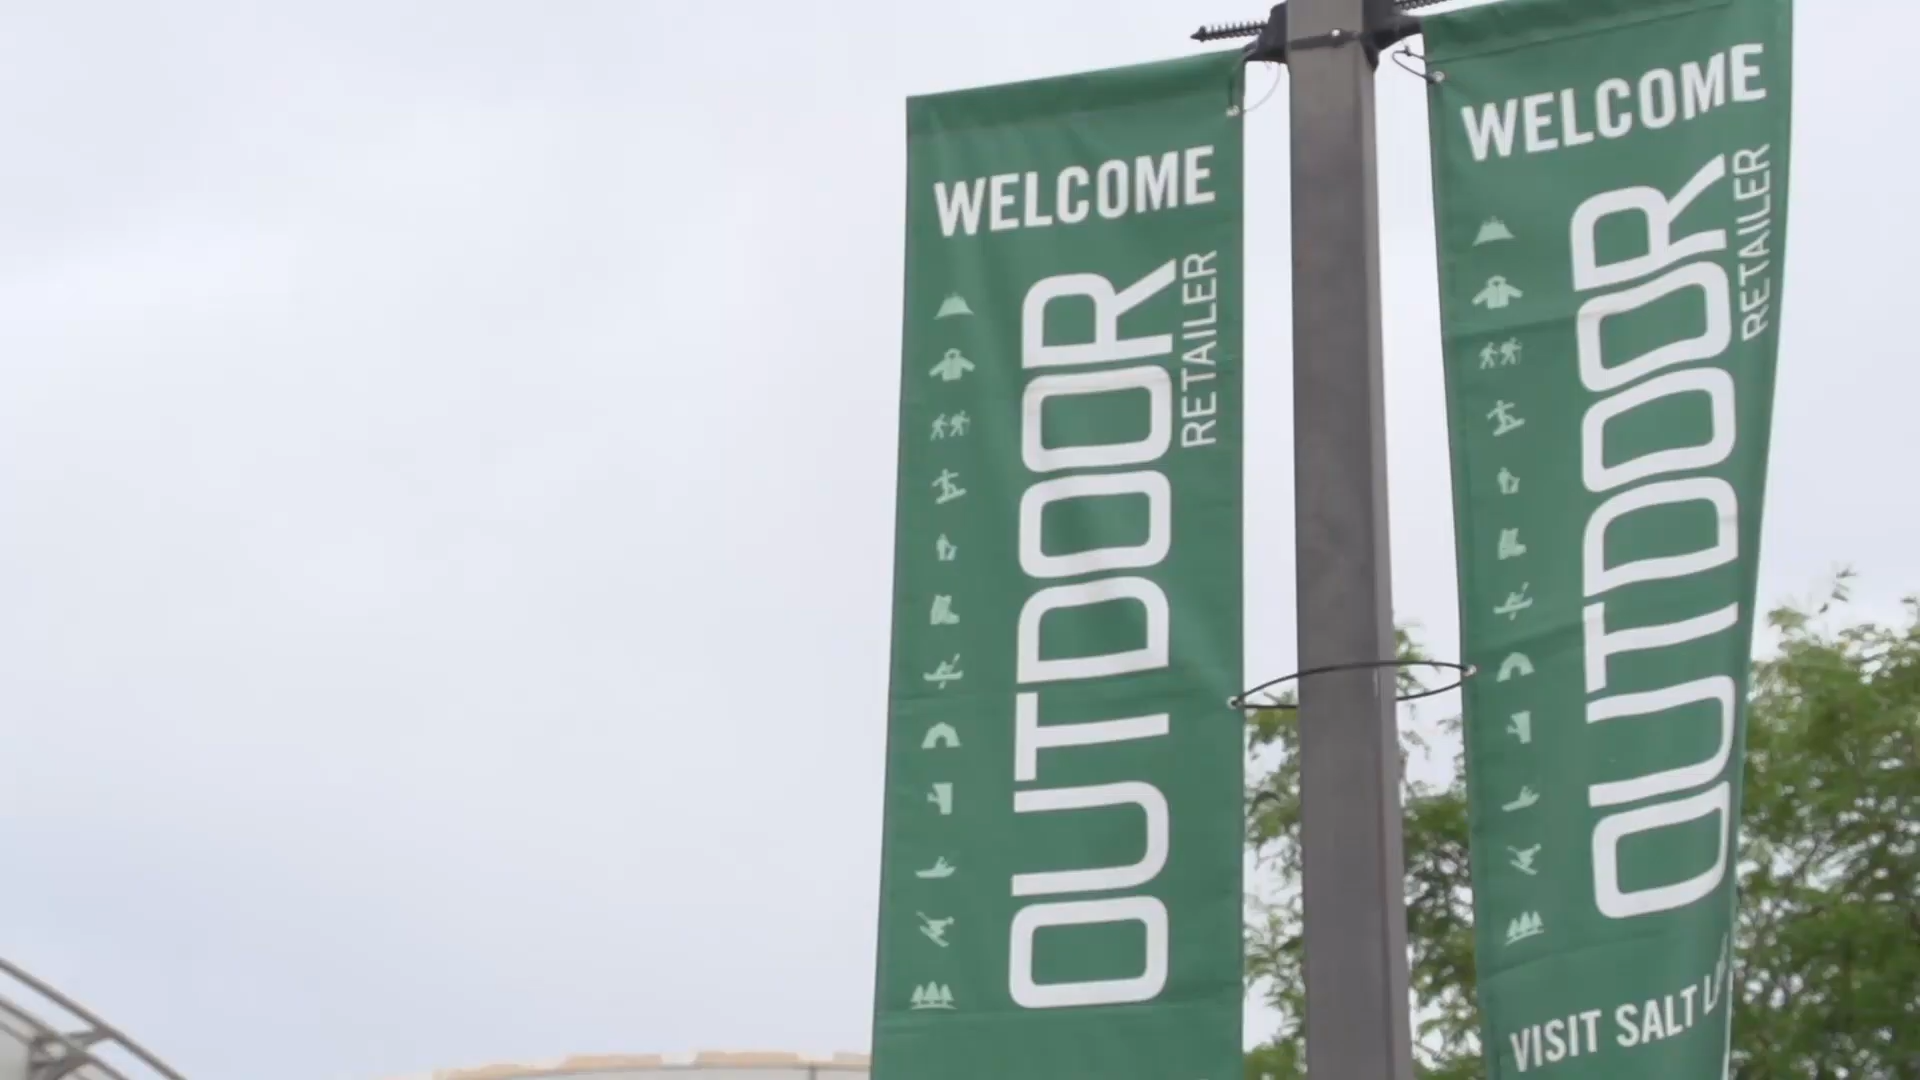 WELCOME
OUTDOOR
RETAILER
WELCOME
OUTDOOR
RETAILER
VISIT SALT